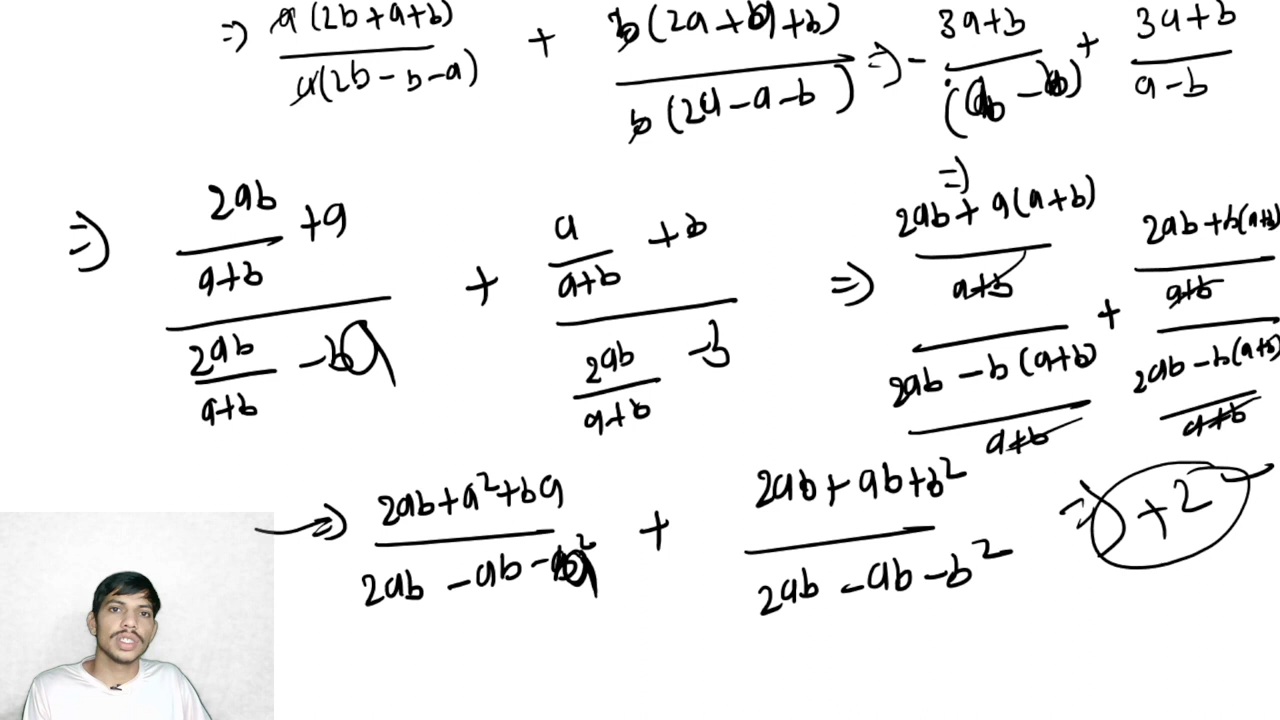 ⇒ a(2b+a+b)/a(2b-b-a) + b(2a+a+b)/b(2a-a-b) ⇒ - 3a+b/(a-b) + 3a+b/a-b
⇒ (2ab/a+b +a)/(2ab/a+b -a) + (a/a+b +b)/(2ab/a+b -b) ⇒ (2ab+a(a+b)/a+b)/(2ab-b(a+b)/a+b) + (2ab+b(a+b)/a+b)/(2ab-b(a+b)/a+b)
⇒
⇒ 2ab+a²+ba/2ab-ab-a² + 2ab+ab+b²/2ab-ab-b² ⇒ +2